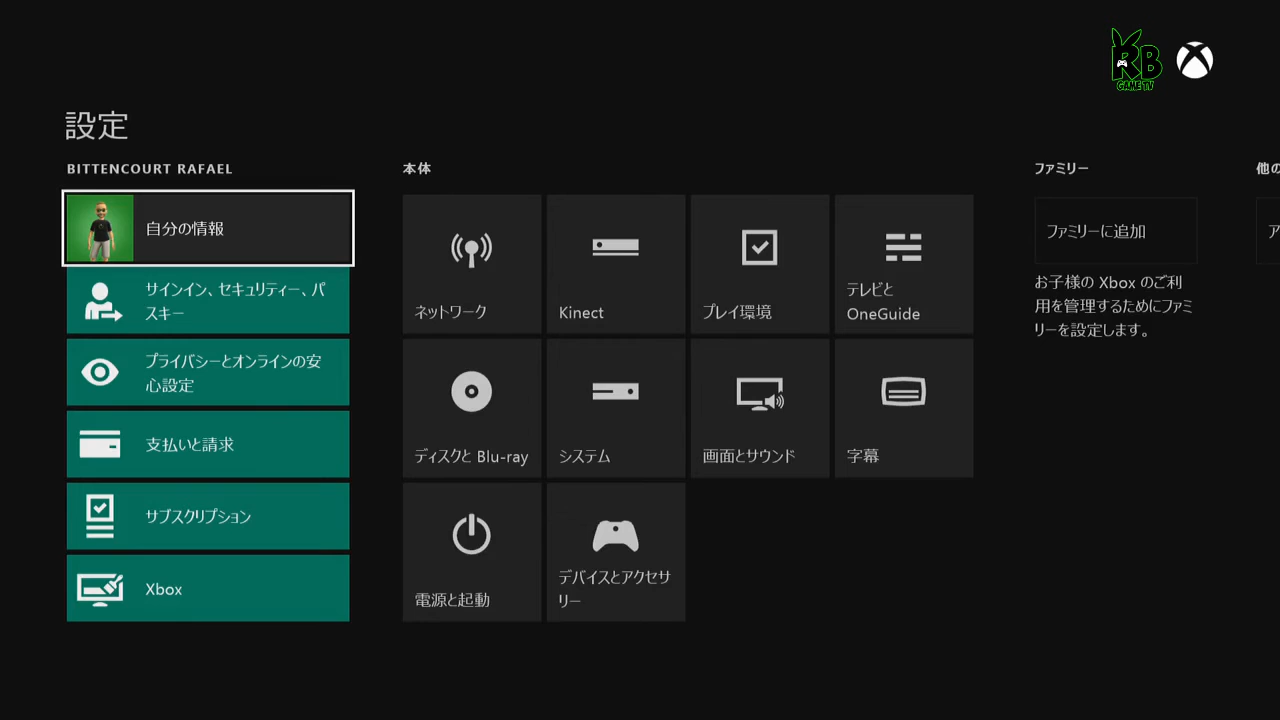 RB
GAME TV
設定
BITTENCOURT RAFAEL
自分の情報
サインイン、セキュリティー、パ
スキー
プライバシーとオンラインの安
心設定
支払いと請求
サブスクリプション
Xbox
本体
ネットワーク
Kinect
プレイ環境
テレビと
OneGuide
ディスクと Blu-ray
システム
画面とサウンド
字幕
電源と起動
デバイスとアクセサ
リー
ファミリー
ファミリーに追加
お子様の Xbox のご利
用を管理するためにファミ
リーを設定します。
他の
ア